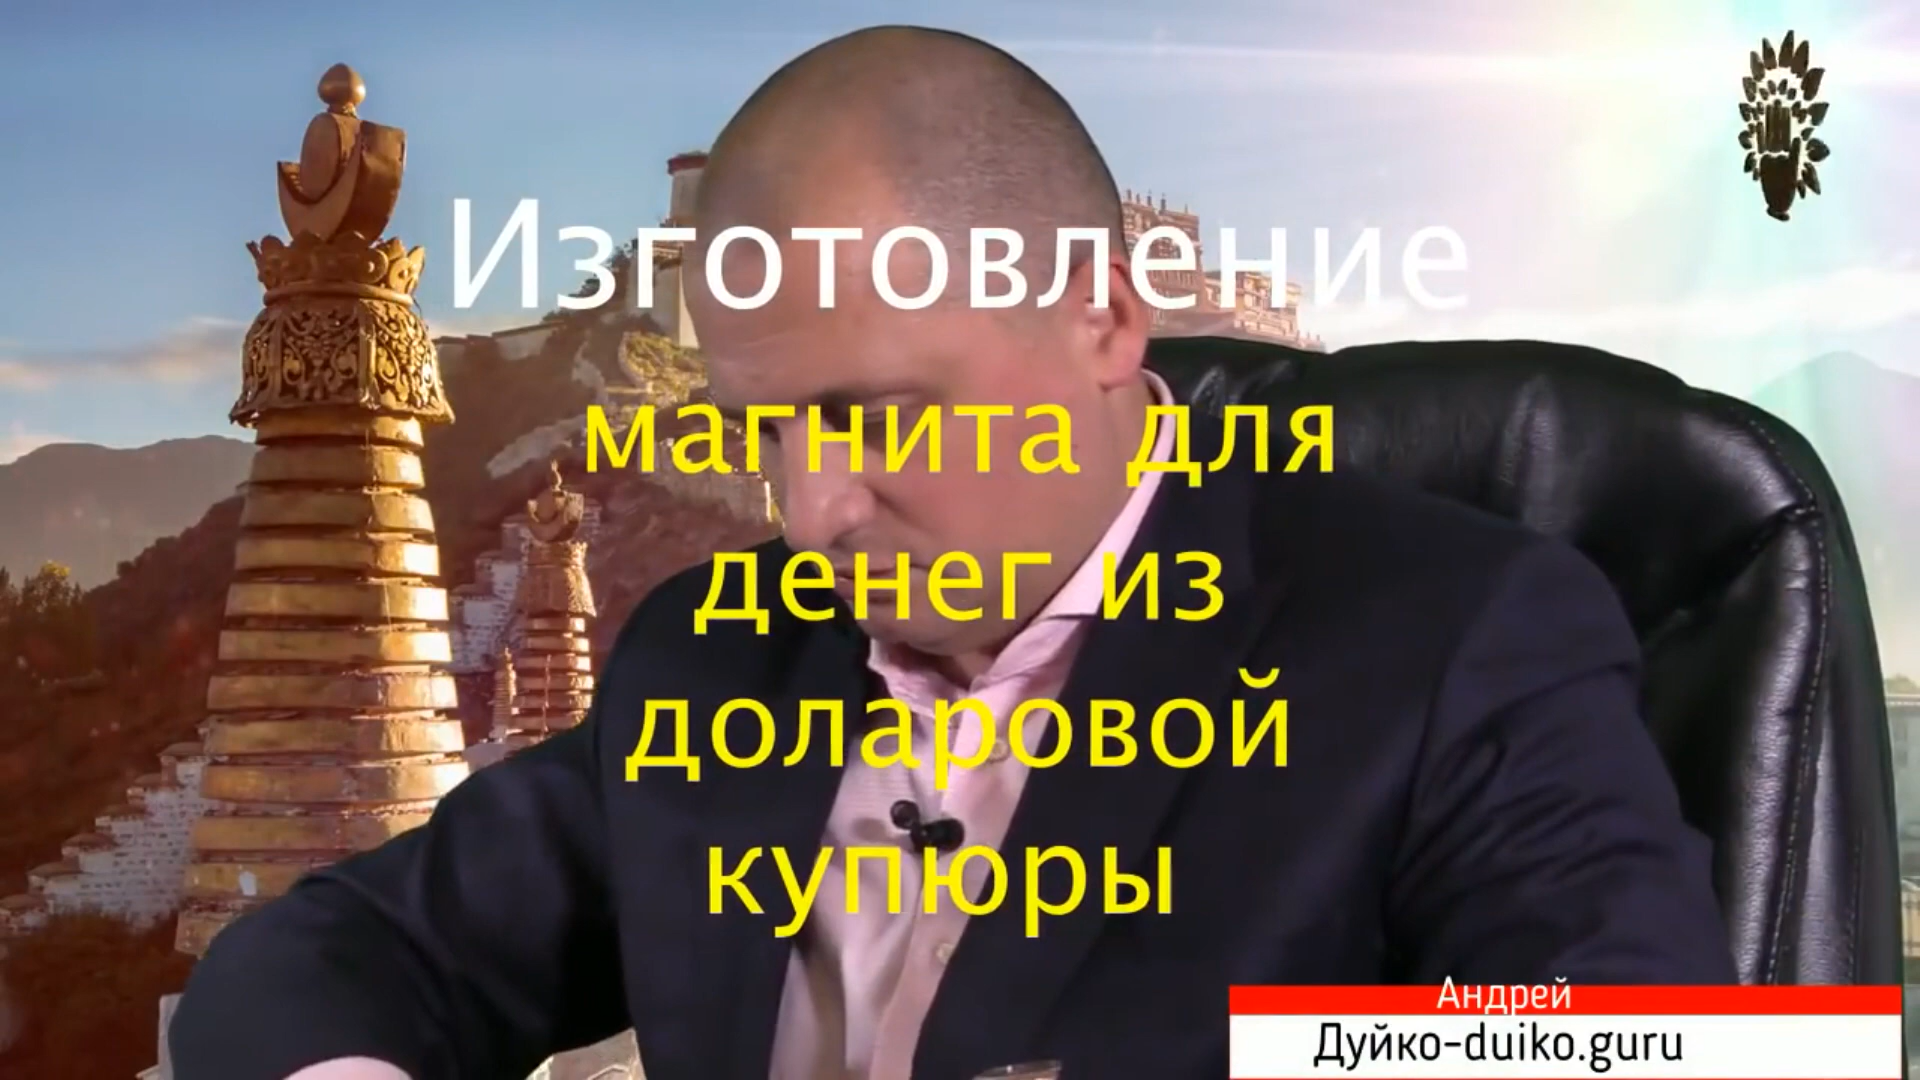 Изготовление
магнита для
денег из
доларовой
купюры
Андрей
Дуйко-duiko.guru